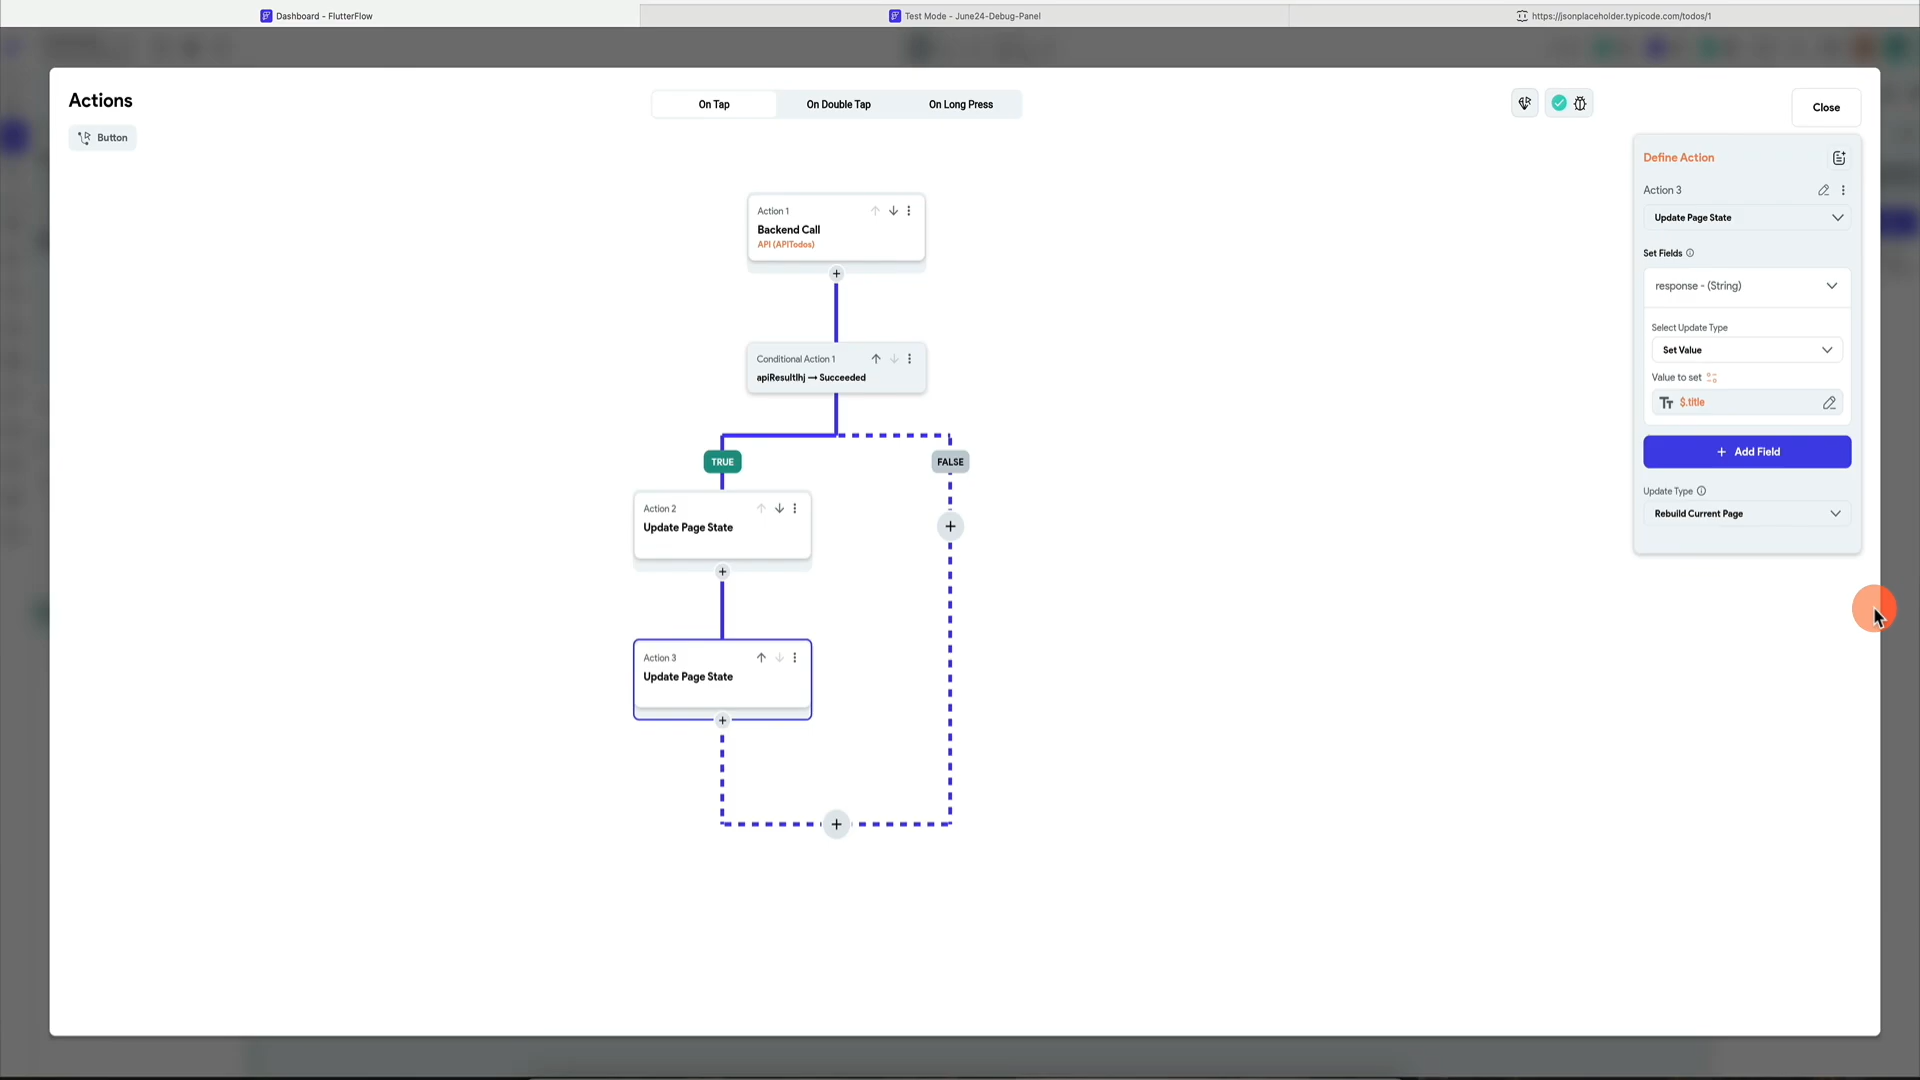 Dashboard - FlutterFlow
Test Mode - June24-Debug-Panel
https://jsonplaceholder.typicode.com/todos/1
Actions
On Tap
On Double Tap
On Long Press
Close
Button
Define Action
Action 3
Update Page State
Set Fields
response - (String)
Select Update Type
Set Value
Value to set
Tт $.title
+ Add Field
Update Type
Rebuild Current Page
Action 1
Backend Call
API (APITodos)
+
Conditional Action 1
apiResultlhj → Succeeded
TRUE
FALSE
Action 2
Update Page State
+
+
Action 3
Update Page State
+
+